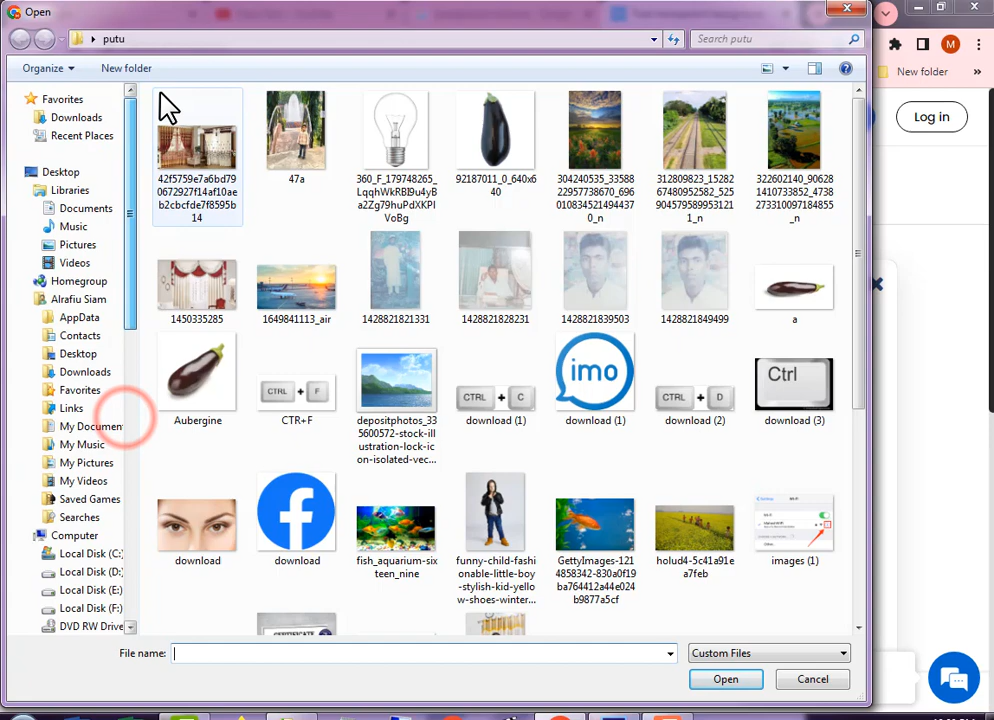 Open
putu
Search putu
Organize
New folder
New folder
Log in
Favorites
Downloads
Recent Places
Desktop
Libraries
Documents
Music
Pictures
Videos
Homegroup
Alrafiu Siam
AppData
Contacts
Desktop
Downloads
Favorites
Links
My Document
My Music
My Pictures
My Videos
Saved Games
Searches
Computer
Local Disk (C:
Local Disk (D:
Local Disk (E:)
Local Disk (F:)
DVD RW Drive
42f5759e7a6bd79
0672927f14af10ae
b2cbcfde7f8595b
14
47a
360_F_179748265_
LqqhWkRBI9u4yB
a2Zg79huPdXKPl
VoBg
92187011_0_640x6
40
304240535_33588
22957738670_696
010834521494437
0_n
312809823_15282
67480952582_525
9045795899531​21
1_n
322602140_90628
1410733852_4738
273310097184855
_n
1450335285
1649841113_air
1428821821331
1428821828231
1428821839503
1428821849499
a
Aubergine
CTRL + F
CTR+F
depositphotos_33
5600572-stock-ill
ustration-lock-ic
on-isolated-vec...
CTRL + C
download (1)
imo
download (1)
CTRL + D
download (2)
Ctrl
download (3)
download
download
fish_aquarium-six
teen_nine
funny-child-fashi
onable-little-boy
-stylish-kid-yello
w-shoes-winter...
GettyImages-121
4858342-830a0f19
ba764412a44e024
b9877a5cf
holud4-5c41a91e
a7feb
images (1)
File name:
Custom Files
Open
Cancel
M